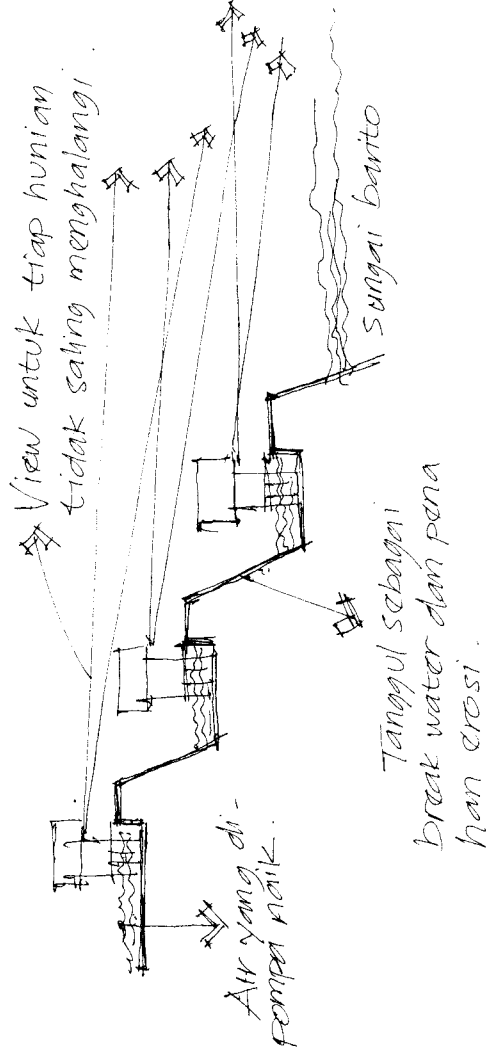 View untuk tiap hunian
tidak saling menghalangi.
Air yang di-
pompa naik.
Tanggul sebagai
break water dan pena
han erosi.
sungai barito